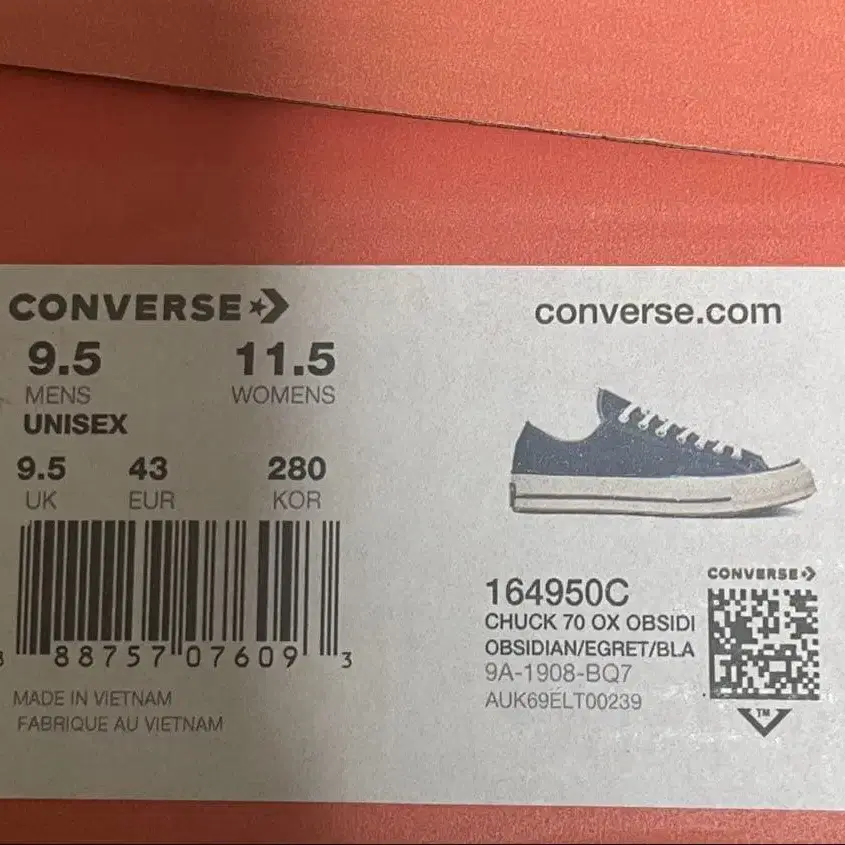 CONVERSE
converse.com
9.5 11.5
MENS WOMENS
UNISEX
9.5 43 280
UK EUR KOR
88757 07609 3
MADE IN VIETNAM
FABRIQUE AU VIETNAM
164950C
CHUCK 70 OX OBSIDI
OBSIDIAN/EGRET/BLA
9A-1908-BQ7
AUK69ELT00239
CONVERSE
TM